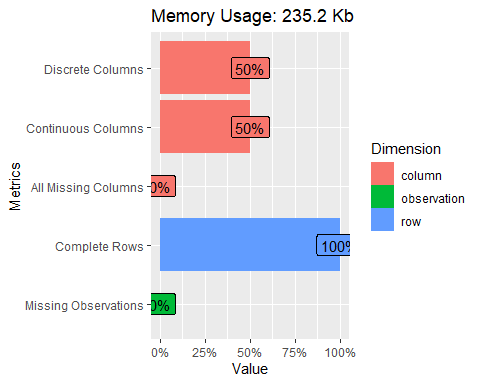 Memory Usage: 235.2 Kb
Metrics
Discrete Columns
50%
Continuous Columns
50%
All Missing Columns
0%
Complete Rows
100%
Missing Observations
0%
0%
25%
50%
75%
100%
Value
Dimension
column
observation
row